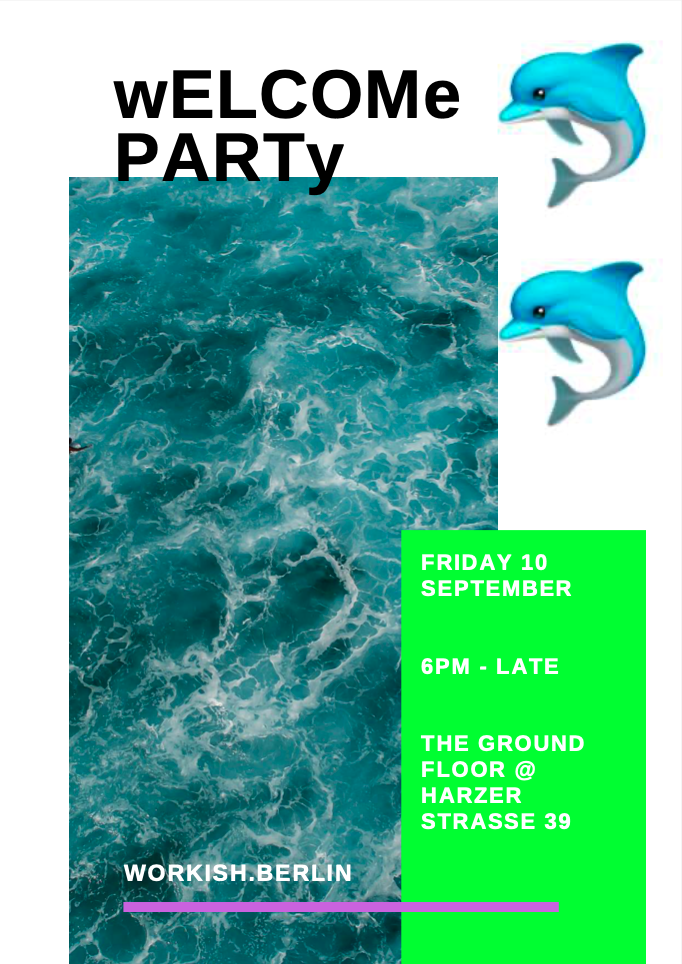 wELCOMe
PARTy
FRIDAY 10
SEPTEMBER
6PM - LATE
THE GROUND
FLOOR @
HARZER
STRASSE 39
WORKISH.BERLIN